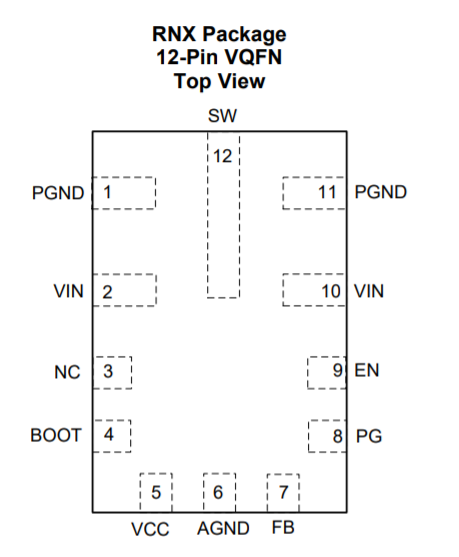 RNX Package
12-Pin VQFN
Top View
SW
12
PGND 1 11 PGND
VIN 2 10 VIN
NC 3 9 EN
BOOT 4 8 PG
5 6 7
VCC AGND FB